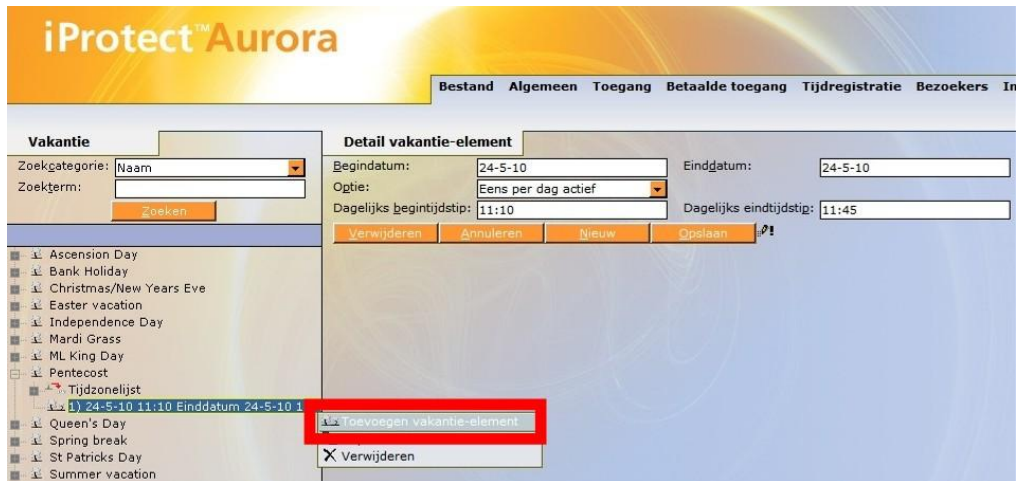 iProtect™Aurora
Bestand Algemeen Toegang Betaalde toegang Tijdregistratie Bezoekers In
Vakantie
Zoekcategorie: Naam
Zoekterm:
Zoeken
Detail vakantie-element
Begindatum: 24-5-10 Einddatum: 24-5-10
Optie: Eens per dag actief
Dagelijks begintijdstip: 11:10 Dagelijks eindtijdstip: 11:45
Verwijderen Annuleren Nieuw Opslaan !
Ascension Day
Bank Holiday
Christmas/New Years Eve
Easter vacation
Independence Day
Mardi Grass
ML King Day
Pentecost
Tijdzonelijst
1) 24-5-10 11:10 Einddatum 24-5-10 1
Queen's Day
Spring break
St Patricks Day
Summer vacation
Toevoegen vakantie-element
Verwijderen